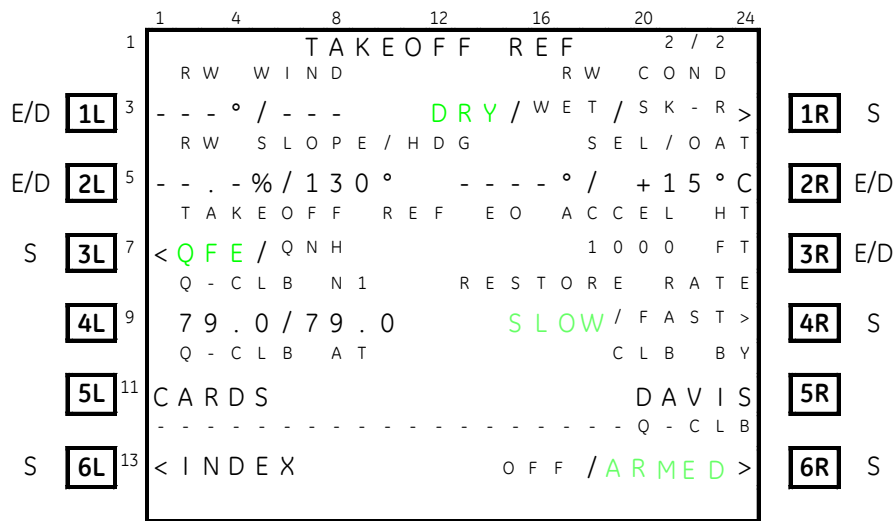 1 4 8 12 16 20 24
1 TAKEOFF REF 2/2
RW WIND RW COND
E/D 1L 3 ---°/--- DRY/WET/SK-R> 1R S
RW SLOPE/HDG SEL/OAT
E/D 2L 5 --.-%/130° ----°/ +15°C 2R E/D
TAKEOFF REF EO ACCEL HT
S 3L 7 <QFE/QNH 1000 FT 3R E/D
Q-CLB N1 RESTORE RATE
4L 9 79.0/79.0 SLOW/FAST> 4R S
Q-CLB AT CLB BY
5L 11 CARDS DAVIS 5R
--------------------Q-CLB
S 6L 13 <INDEX OFF/ARMED> 6R S